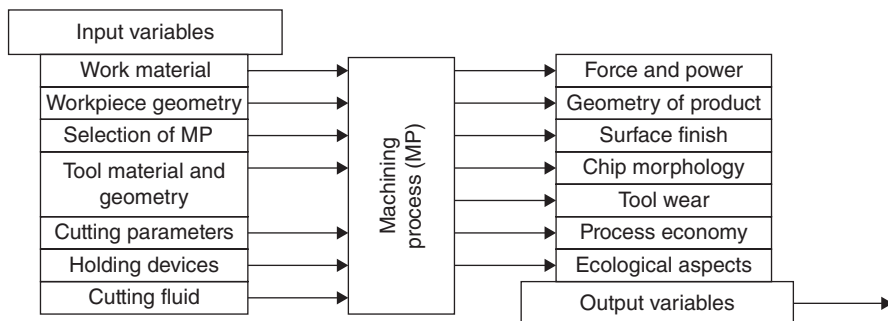 Input variables
Work material
Workpiece geometry
Selection of MP
Tool material and
geometry
Cutting parameters
Holding devices
Cutting fluid
Machining
process (MP)
Force and power
Geometry of product
Surface finish
Chip morphology
Tool wear
Process economy
Ecological aspects
Output variables